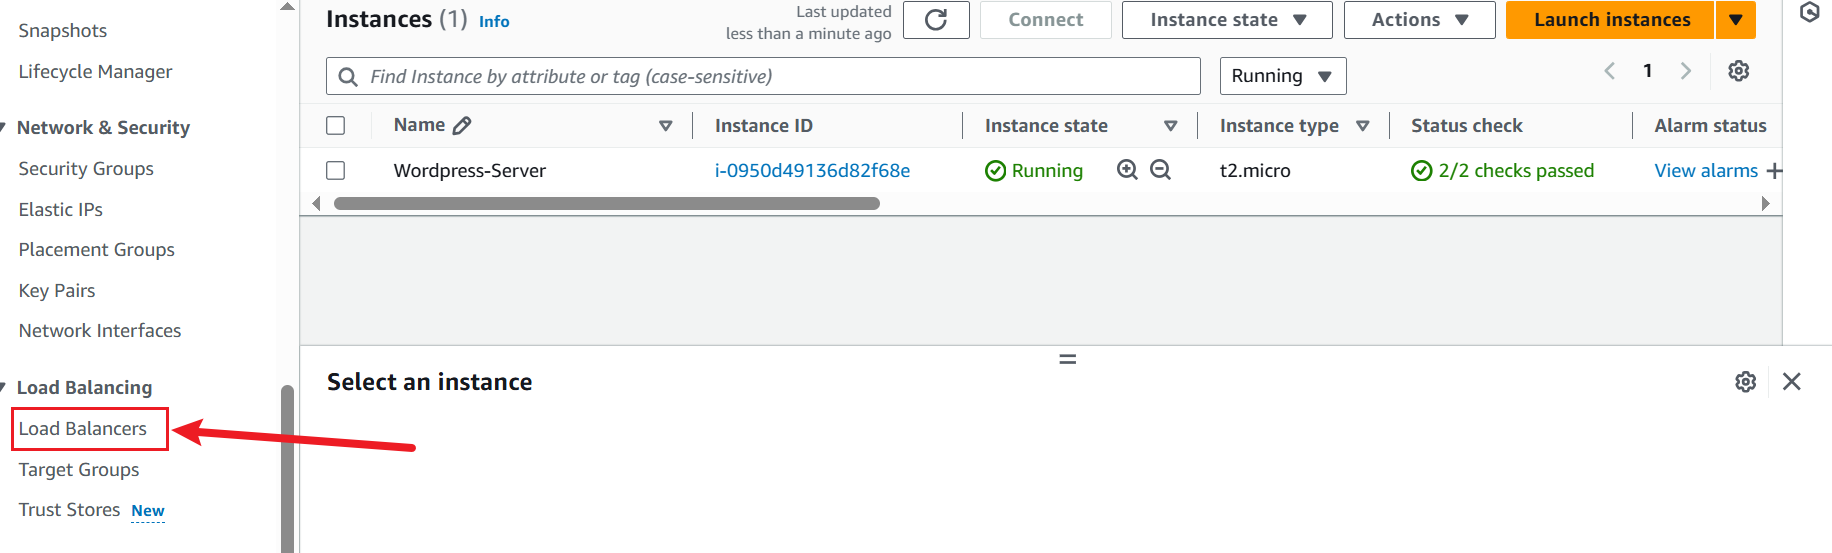 Snapshots
Lifecycle Manager
Network & Security
Security Groups
Elastic IPs
Placement Groups
Key Pairs
Network Interfaces
Load Balancing
Load Balancers
Target Groups
Trust Stores New
Instances (1) Info
Last updated
less than a minute ago
Connect
Instance state
Actions
Launch instances
Find Instance by attribute or tag (case-sensitive)
Running
1
Name Instance ID Instance state Instance type Status check Alarm status
Wordpress-Server i-0950d49136d82f68e Running t2.micro 2/2 checks passed View alarms
Select an instance